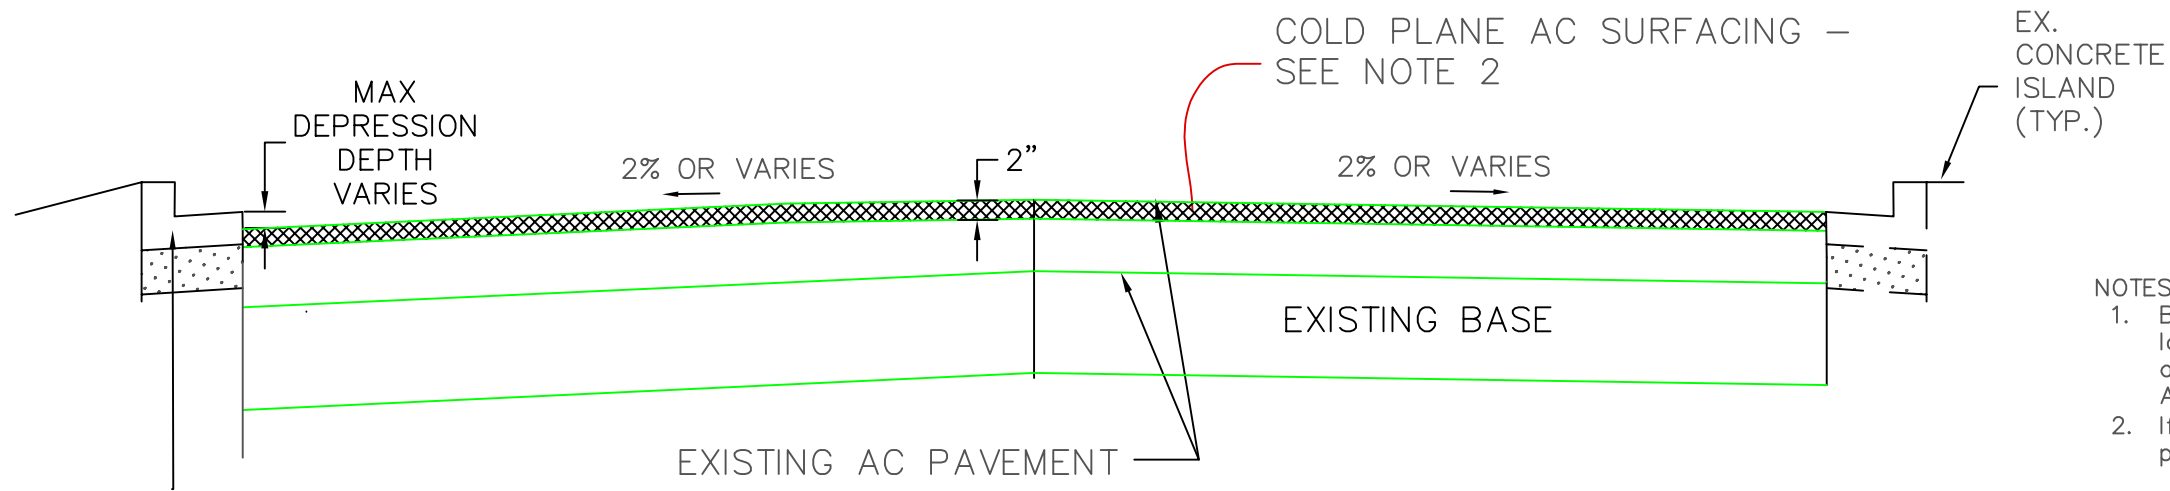 COLD PLANE AC SURFACING –
SEE NOTE 2
EX.
CONCRETE
ISLAND
(TYP.)
MAX
DEPRESSION
DEPTH
VARIES
2% OR VARIES
2”
2% OR VARIES
EXISTING BASE
EXISTING AC PAVEMENT
NOTES
1.
2.